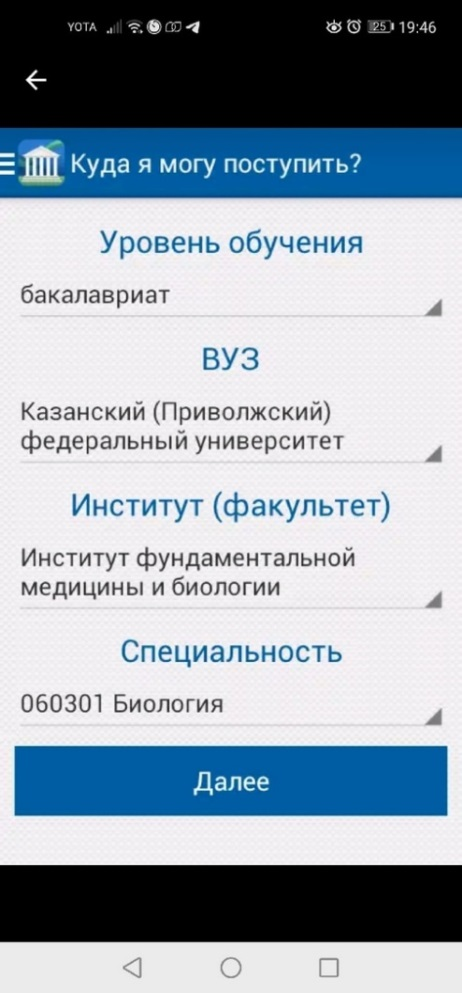 YOTA 25 19:46
Куда я могу поступить?
Уровень обучения
бакалавриат
ВУЗ
Казанский (Приволжский)
федеральный университет
Институт (факультет)
Институт фундаментальной
медицины и биологии
Специальность
060301 Биология
Далее